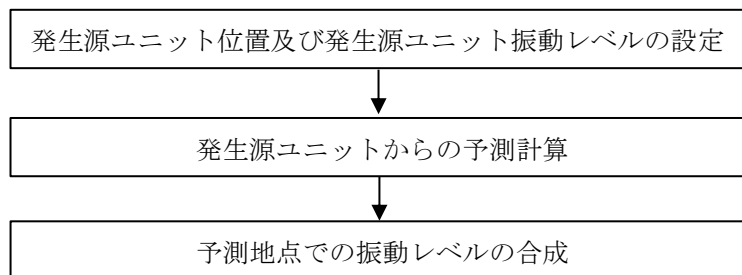 発生源ユニット位置及び発生源ユニット振動レベルの設定
発生源ユニットからの予測計算
予測地点での振動レベルの合成